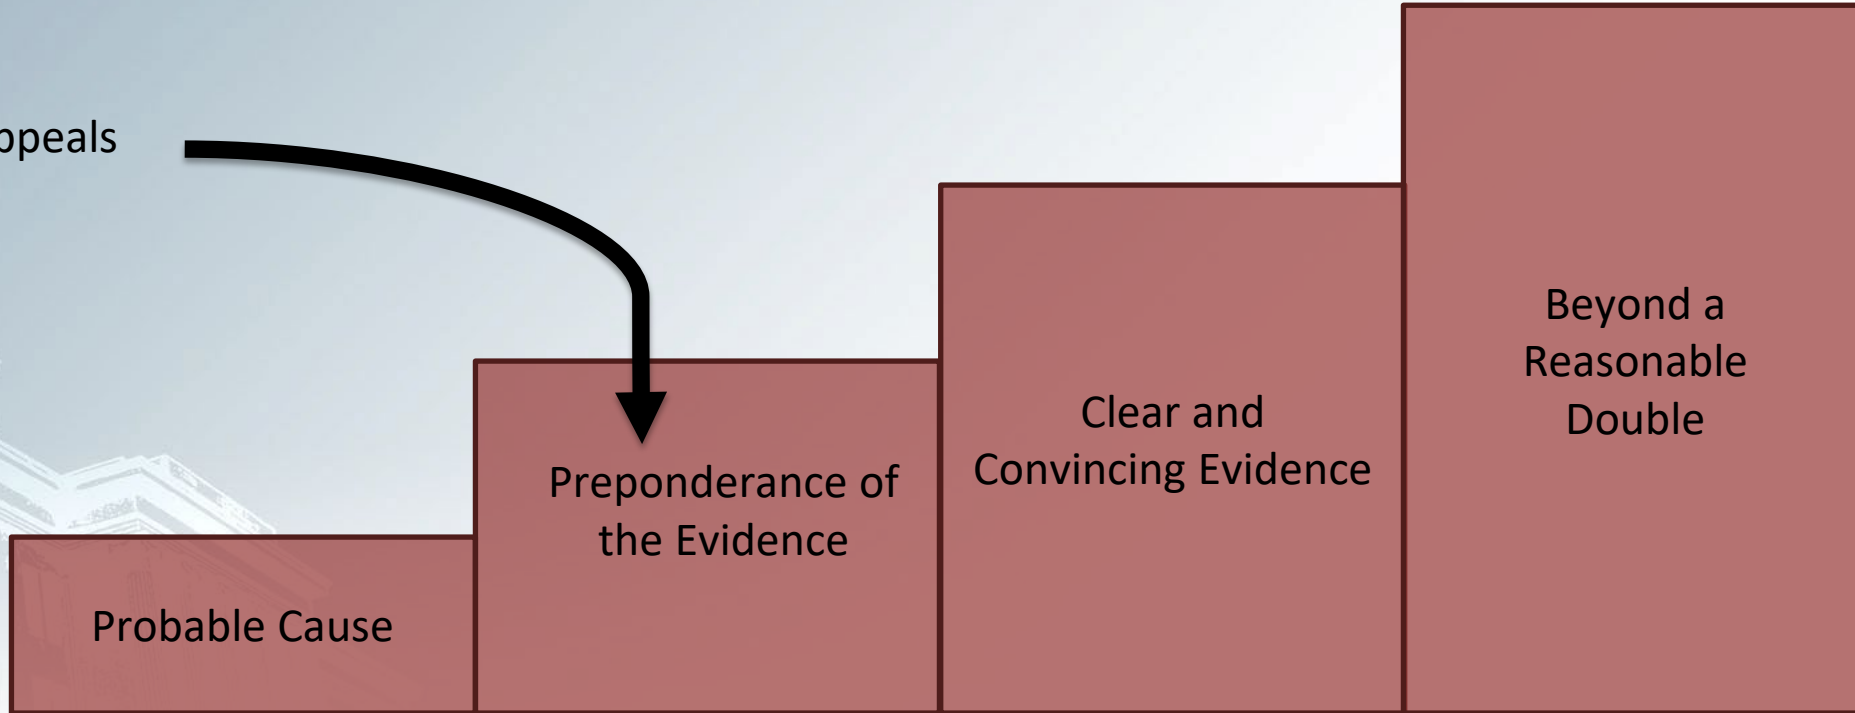 ppeals
Probable Cause
Preponderance of
the Evidence
Clear and
Convincing Evidence
Beyond a
Reasonable
Double